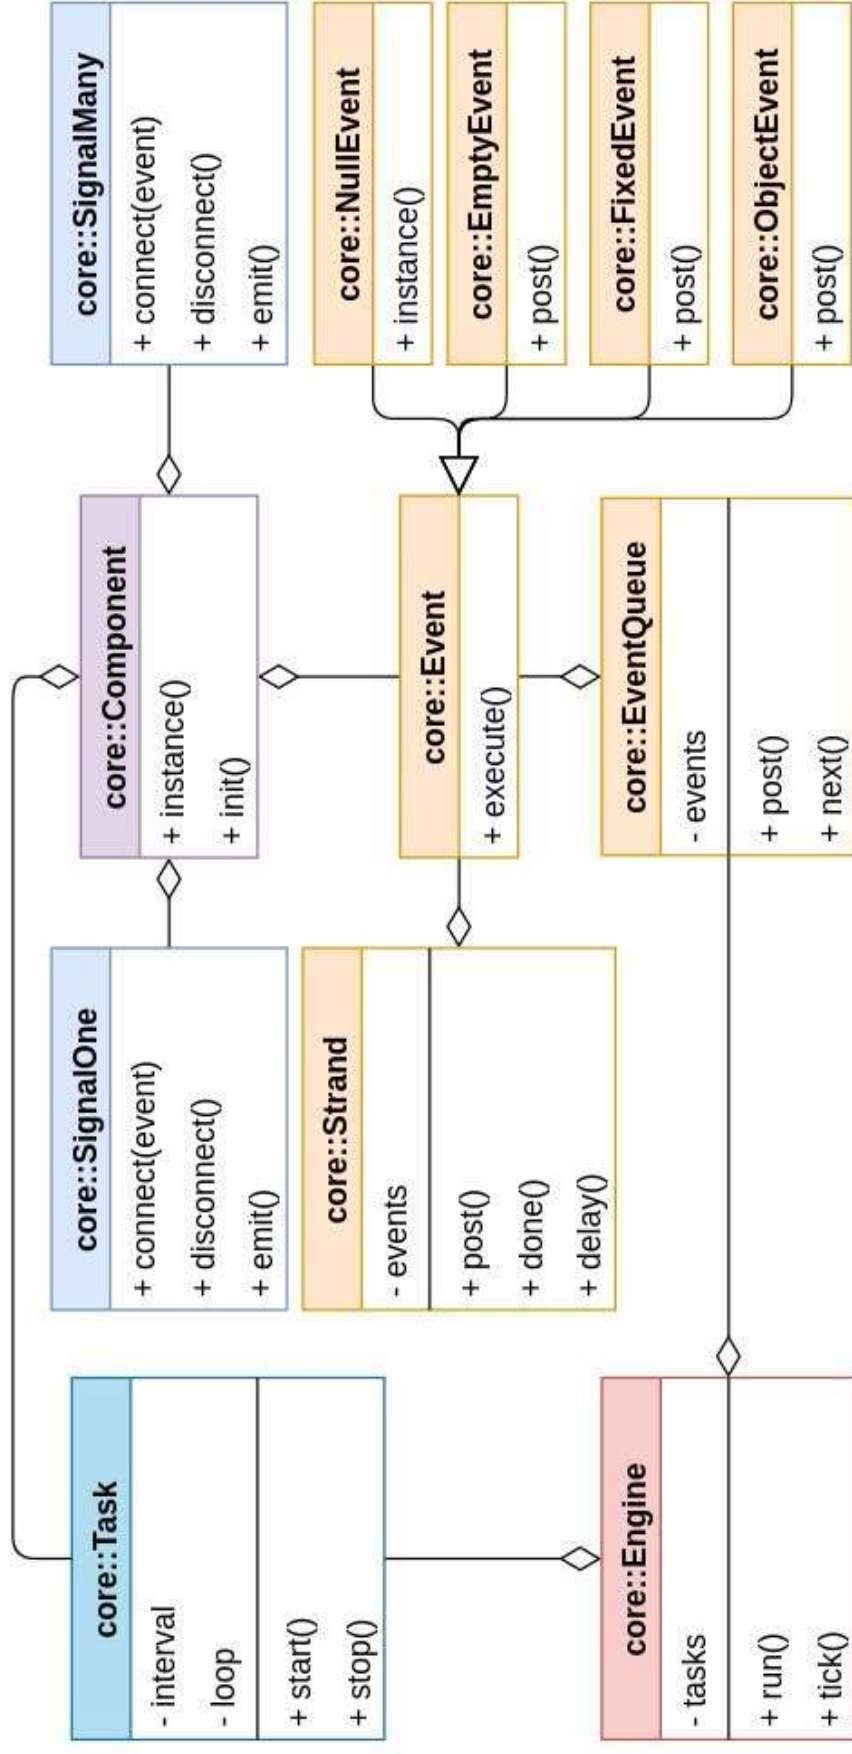 core::Task
- interval
- loop
+ start()
+ stop()
core::SignalOne
+ connect(event)
+ disconnect()
+ emit()
core::Component
+ instance()
+ init()
core::SignalMany
+ connect(event)
+ disconnect()
+ emit()
core::Strand
- events
+ post()
+ done()
+ delay()
core::Event
+ execute()
core::NullEvent
+ instance()
core::EmptyEvent
+ post()
core::FixedEvent
+ post()
core::ObjectEvent
+ post()
core::Engine
- tasks
+ run()
+ tick()
core::EventQueue
- events
+ post()
+ next()